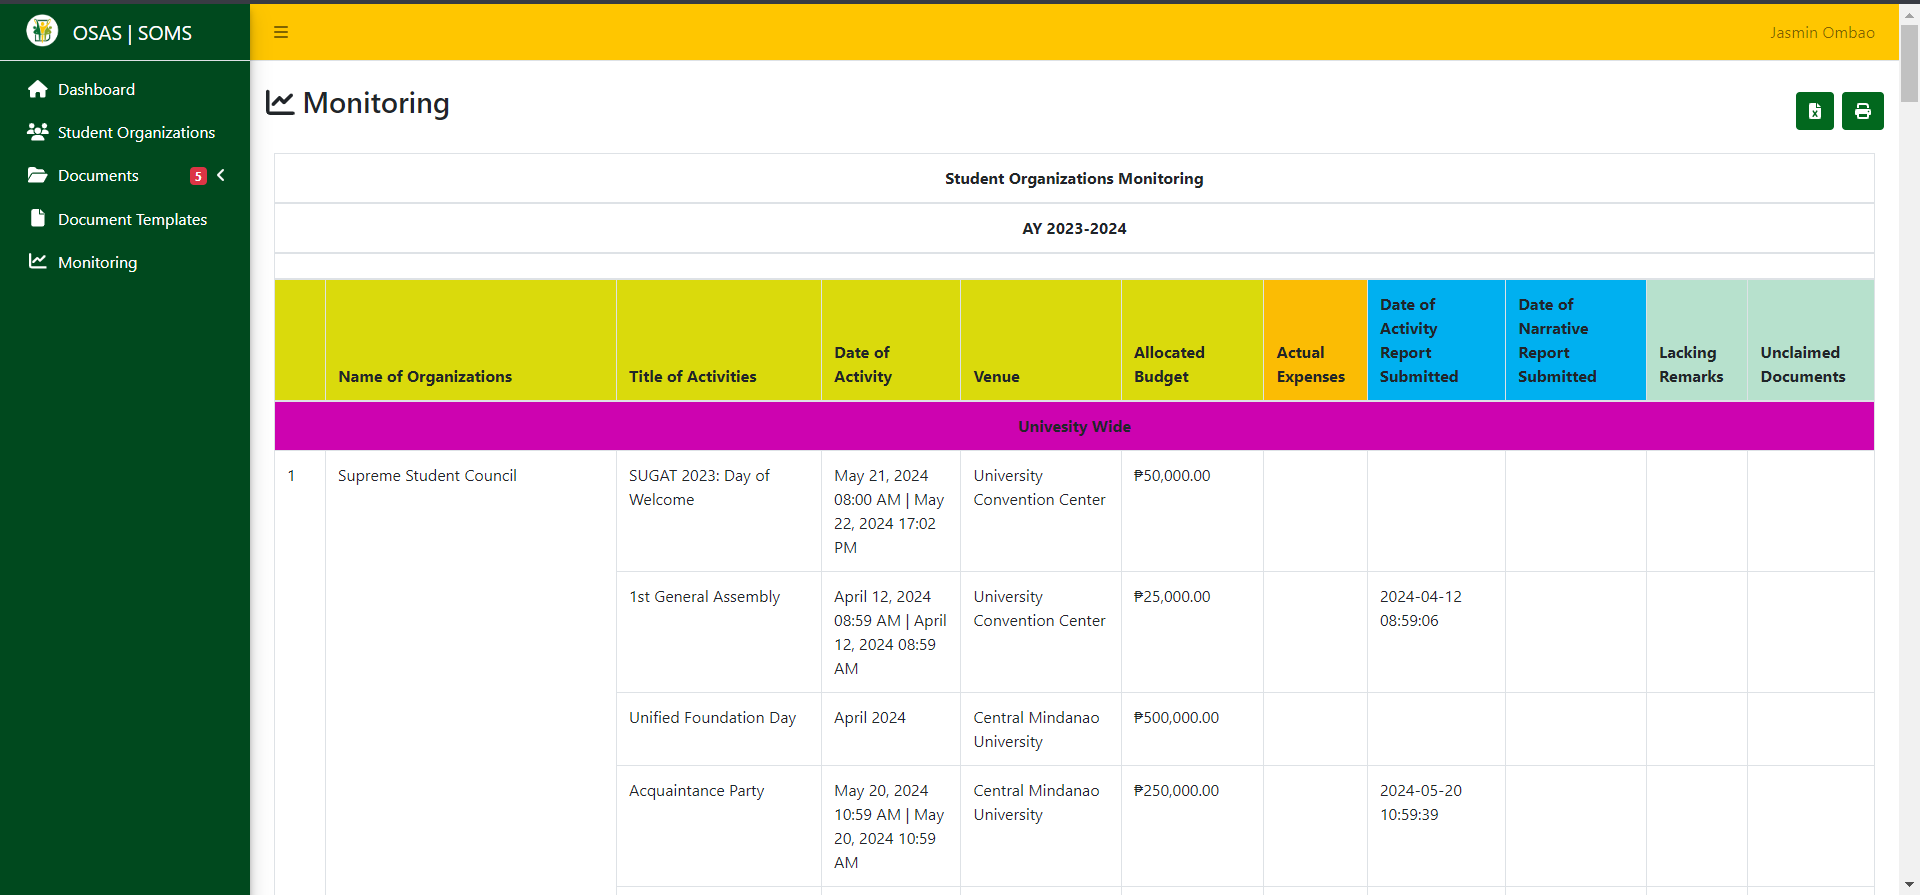 OSAS | SOMS
Jasmin Ombao
Dashboard
Student Organizations
Documents 5
Document Templates
Monitoring
Monitoring
Student Organizations Monitoring
AY 2023-2024
Name of Organizations
Title of Activities
Date of
Activity
Venue
Allocated
Budget
Actual
Expenses
Date of
Activity
Report
Submitted
Date of
Narrative
Report
Submitted
Lacking
Remarks
Unclaimed
Documents
Univesity Wide
1
Supreme Student Council
SUGAT 2023: Day of
Welcome
May 21, 2024
08:00 AM | May
22, 2024 17:02
PM
University
Convention Center
₱50,000.00
1st General Assembly
April 12, 2024
08:59 AM | April
12, 2024 08:59
AM
University
Convention Center
₱25,000.00
2024-04-12
08:59:06
Unified Foundation Day
April 2024
Central Mindanao
University
₱500,000.00
Acquaintance Party
May 20, 2024
10:59 AM | May
20, 2024 10:59
AM
Central Mindanao
University
₱250,000.00
2024-05-20
10:59:39